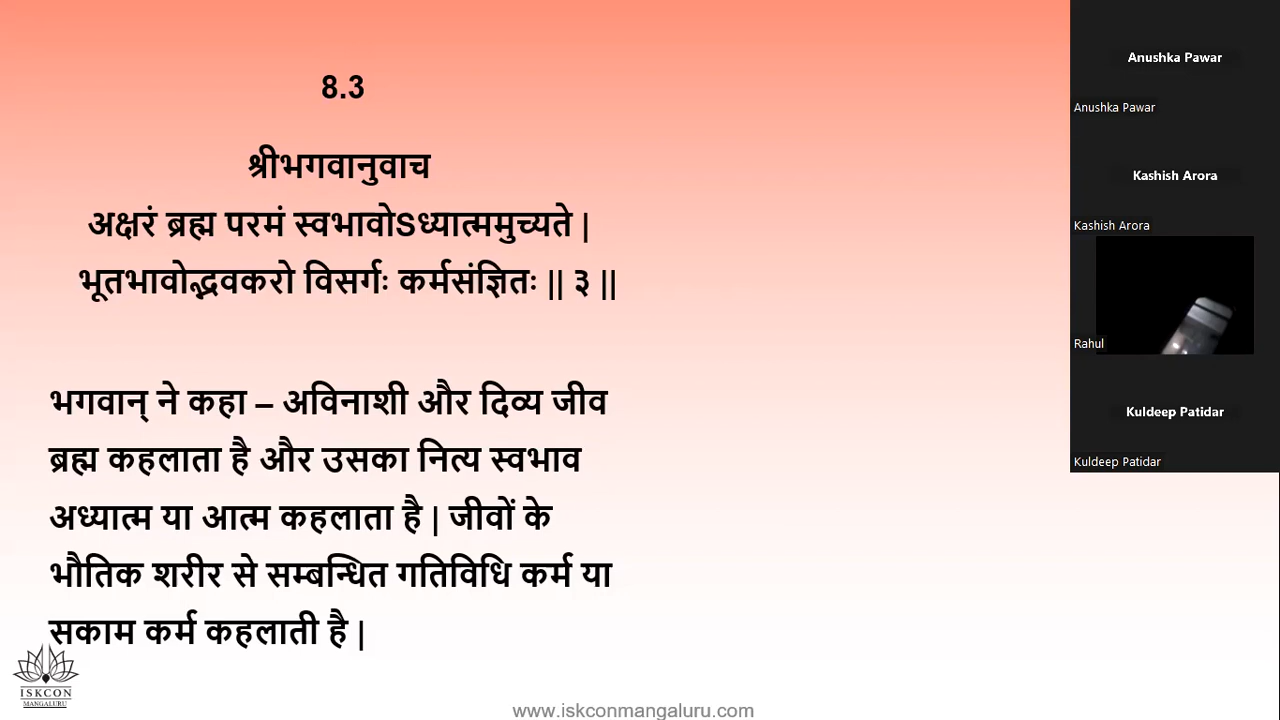 8.3
श्रीभगवानुवाच
अक्षरं ब्रह्म परमं स्वभावोSध्यात्ममुच्यते |
भूतभावोद्भवकरो विसर्गः कर्मसंज्ञितः || ३ ||
भगवान् ने कहा – अविनाशी और दिव्य जीव
ब्रह्म कहलाता है और उसका नित्य स्वभाव
अध्यात्म या आत्म कहलाता है | जीवों के
भौतिक शरीर से सम्बन्धित गतिविधि कर्म या
सकाम कर्म कहलाती है |
ISKCON
MANGALURU
www.iskconmangaluru.com
Anushka Pawar
Anushka Pawar
Kashish Arora
Kashish Arora
Rahul
Kuldeep Patidar
Kuldeep Patidar